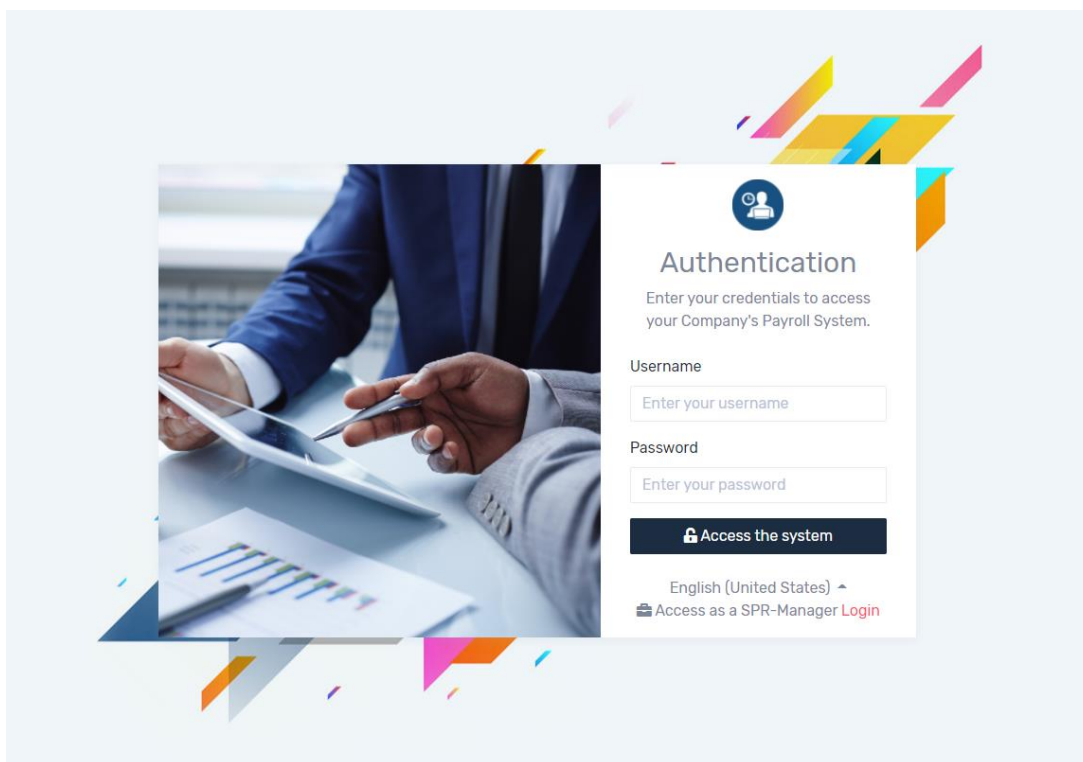 Authentication
Enter your credentials to access
your Company's Payroll System.
Username
Enter your username
Password
Enter your password
Access the system
English (United States)
Access as a SPR-Manager Login